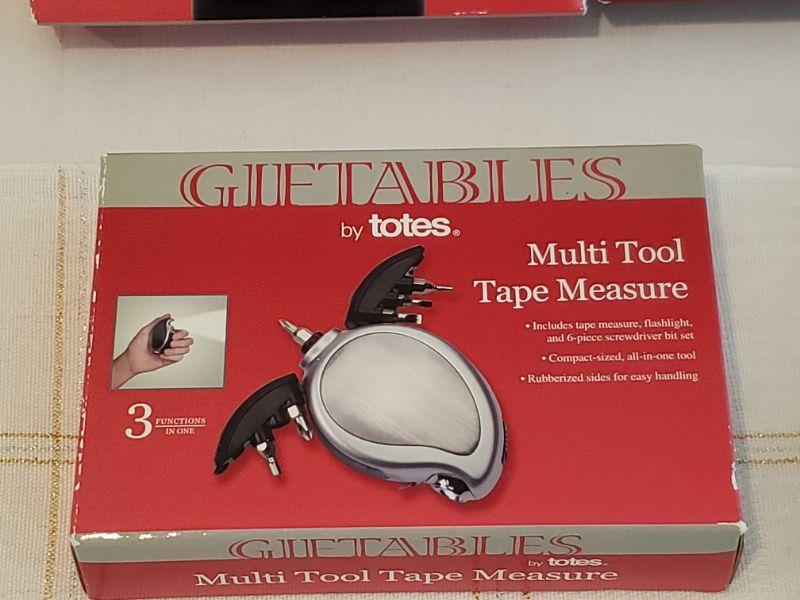 GIFTABLES
by totes®
Multi Tool
Tape Measure
• Includes tape measure, flashlight,
and 6-piece screwdriver bit set
• Compact-sized, all-in-one tool
• Rubberized sides for easy handling
3 FUNCTIONS
IN ONE
GIFTABLES
by totes®
Multi Tool Tape Measure